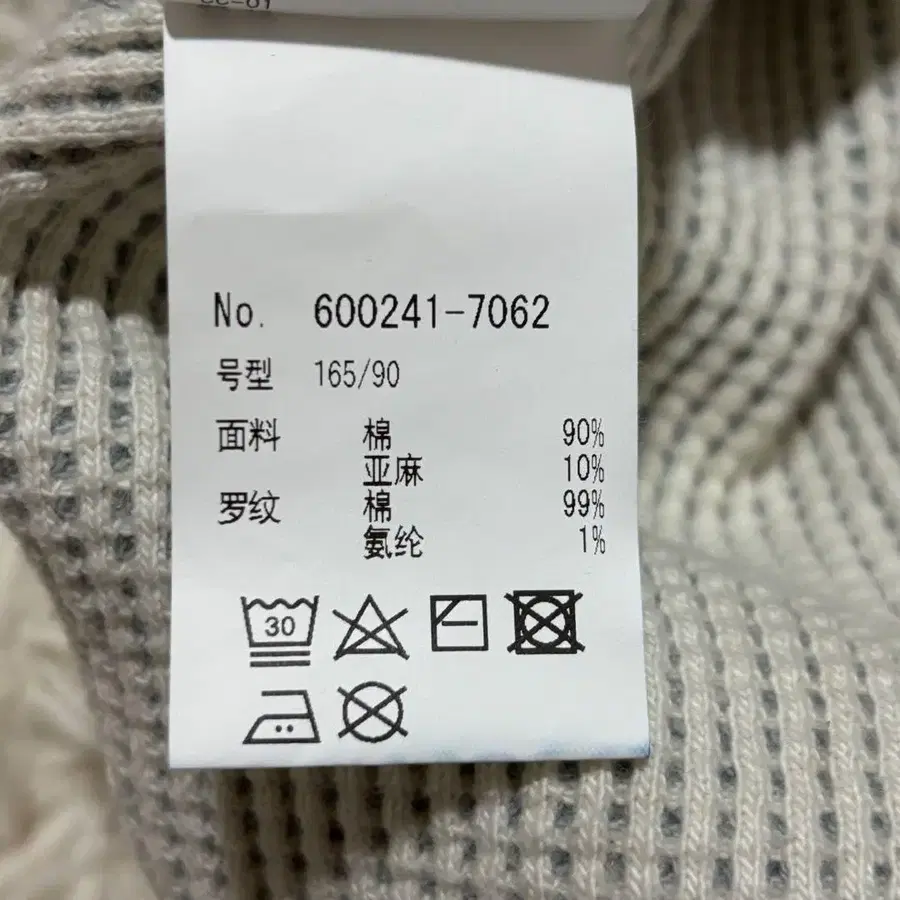 No. 600241-7062
号型 165/90
面料 棉 90%
亚麻 10%
罗纹 棉 99%
氨纶 1%
30